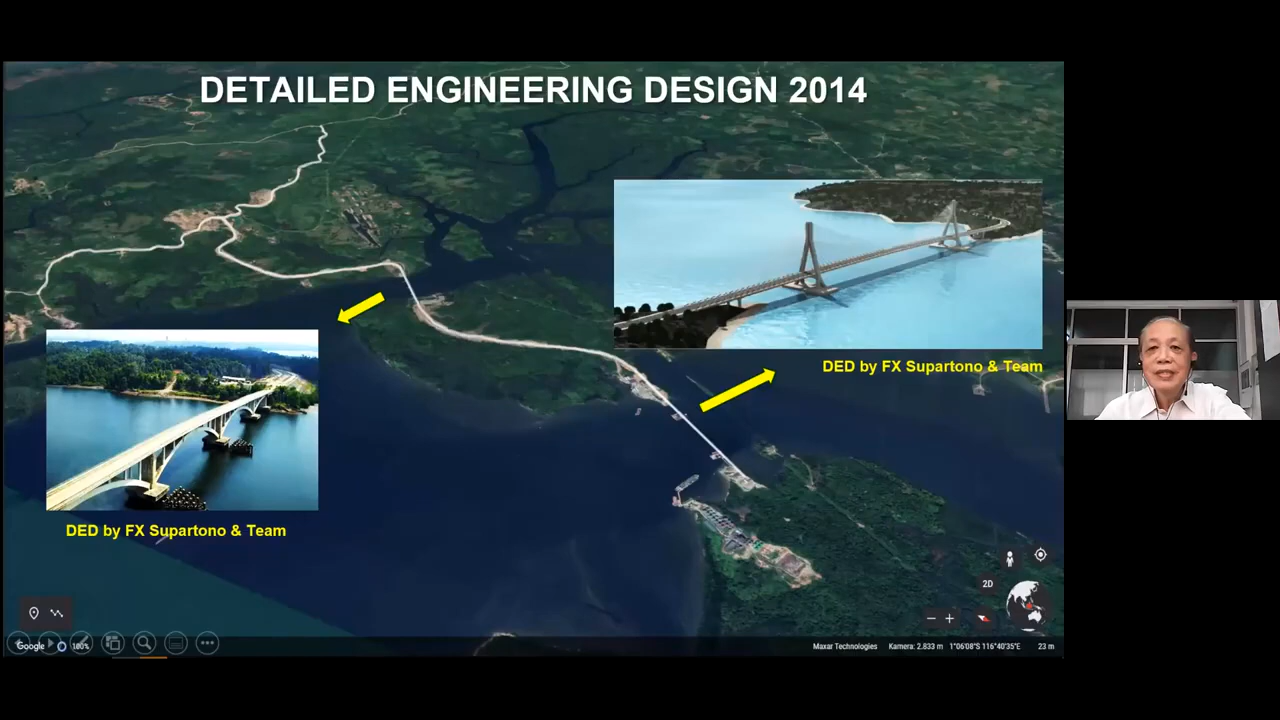 DETAILED ENGINEERING DESIGN 2014
DED by FX Supartono & Team
DED by FX Supartono & Team
2D
Google
100%
Maxar Technologies Kamera: 2.833 m 1°06'08"S 116°40'35"E 23 m